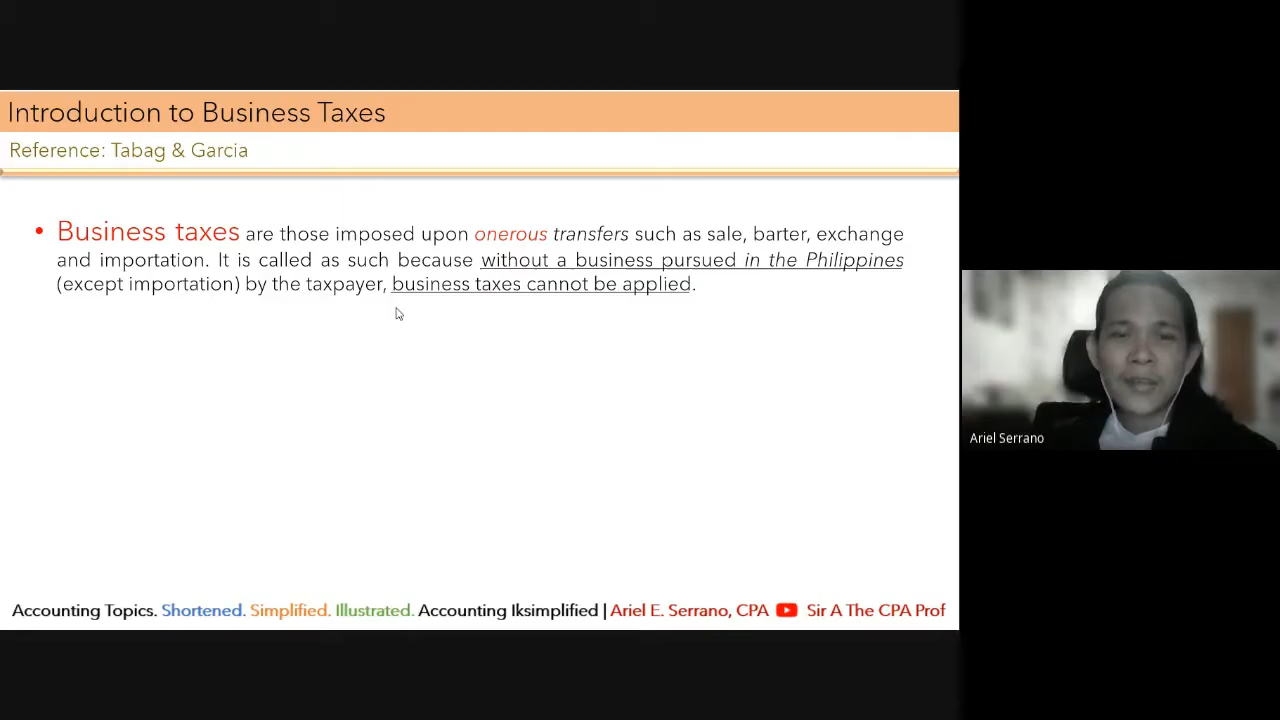 Introduction to Business Taxes
Reference: Tabag & Garcia
• Business taxes are those imposed upon onerous transfers such as sale, barter, exchange
and importation. It is called as such because without a business pursued in the Philippines
(except importation) by the taxpayer, business taxes cannot be applied.
Ariel Serrano
Accounting Topics. Shortened. Simplified. Illustrated. Accounting Iksimplified | Ariel E. Serrano, CPA Sir A The CPA Prof